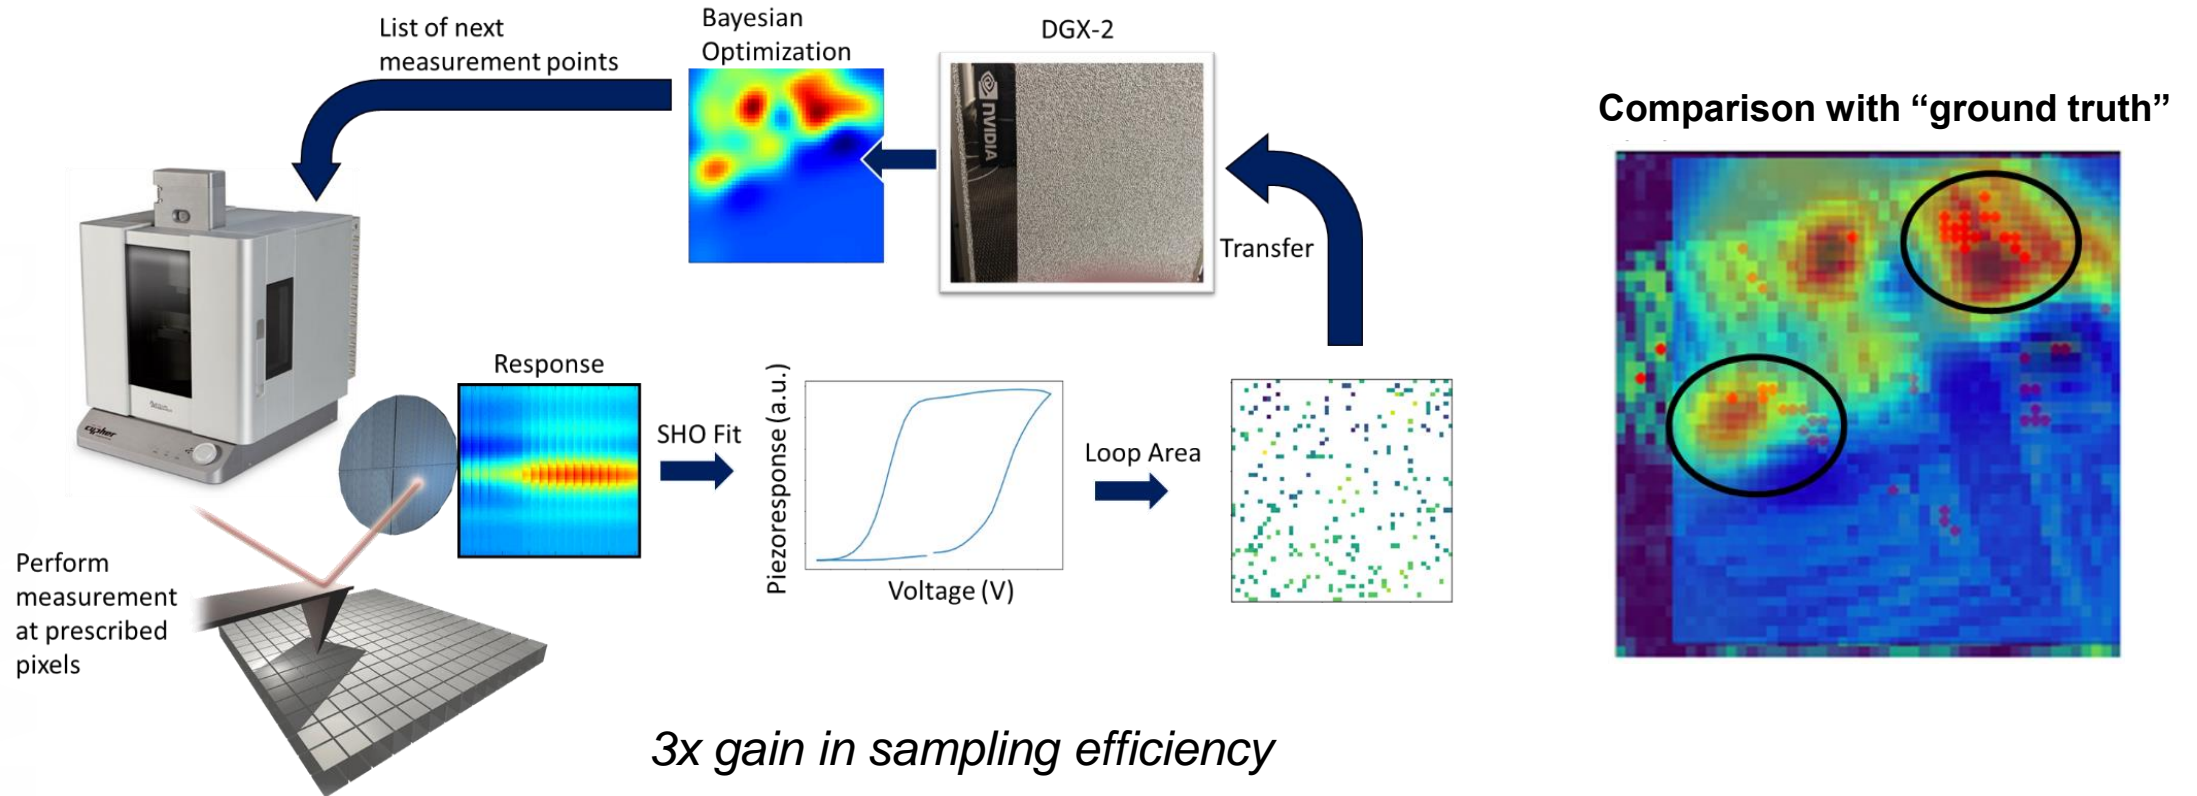 List of next
measurement points
Bayesian
Optimization
DGX-2
NVIDIA
Comparison with “ground truth”
Transfer
Response
SHO Fit
Piezoresponse (a.u.)
Voltage (V)
Loop Area
cypher
Perform
measurement
at prescribed
pixels
3x gain in sampling efficiency